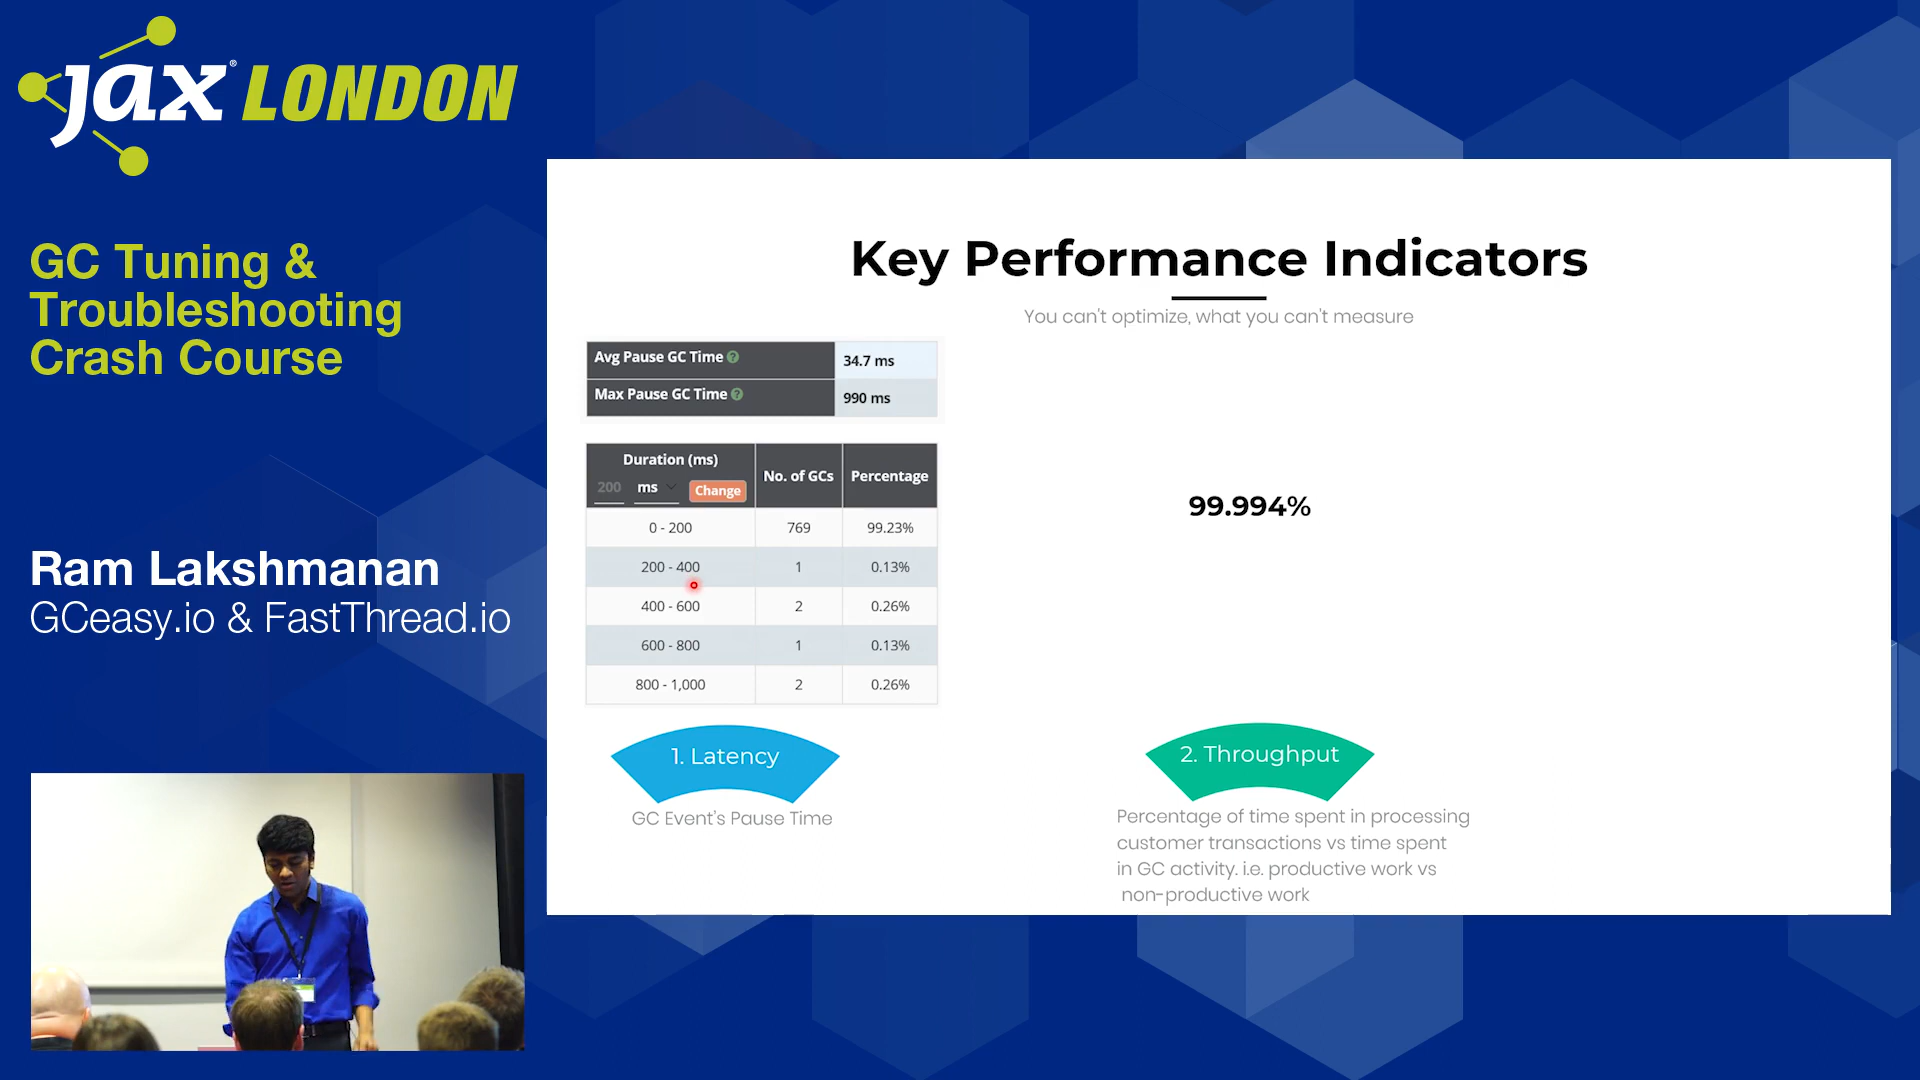 jax® LONDON
GC Tuning &
Troubleshooting
Crash Course
Ram Lakshmanan
GCeasy.io & FastThread.io
Key Performance Indicators
You can't optimize, what you can't measure
Avg Pause GC Time ? 34.7 ms
Max Pause GC Time ? 990 ms
Duration (ms) No. of GCs Percentage
200 ms Change
0 - 200 769 99.23%
200 - 400 1 0.13%
400 - 600 2 0.26%
600 - 800 1 0.13%
800 - 1,000 2 0.26%
1. Latency
GC Event's Pause Time
99.994%
2. Throughput
Percentage of time spent in processing
customer transactions vs time spent
in GC activity. i.e. productive work vs
non-productive work